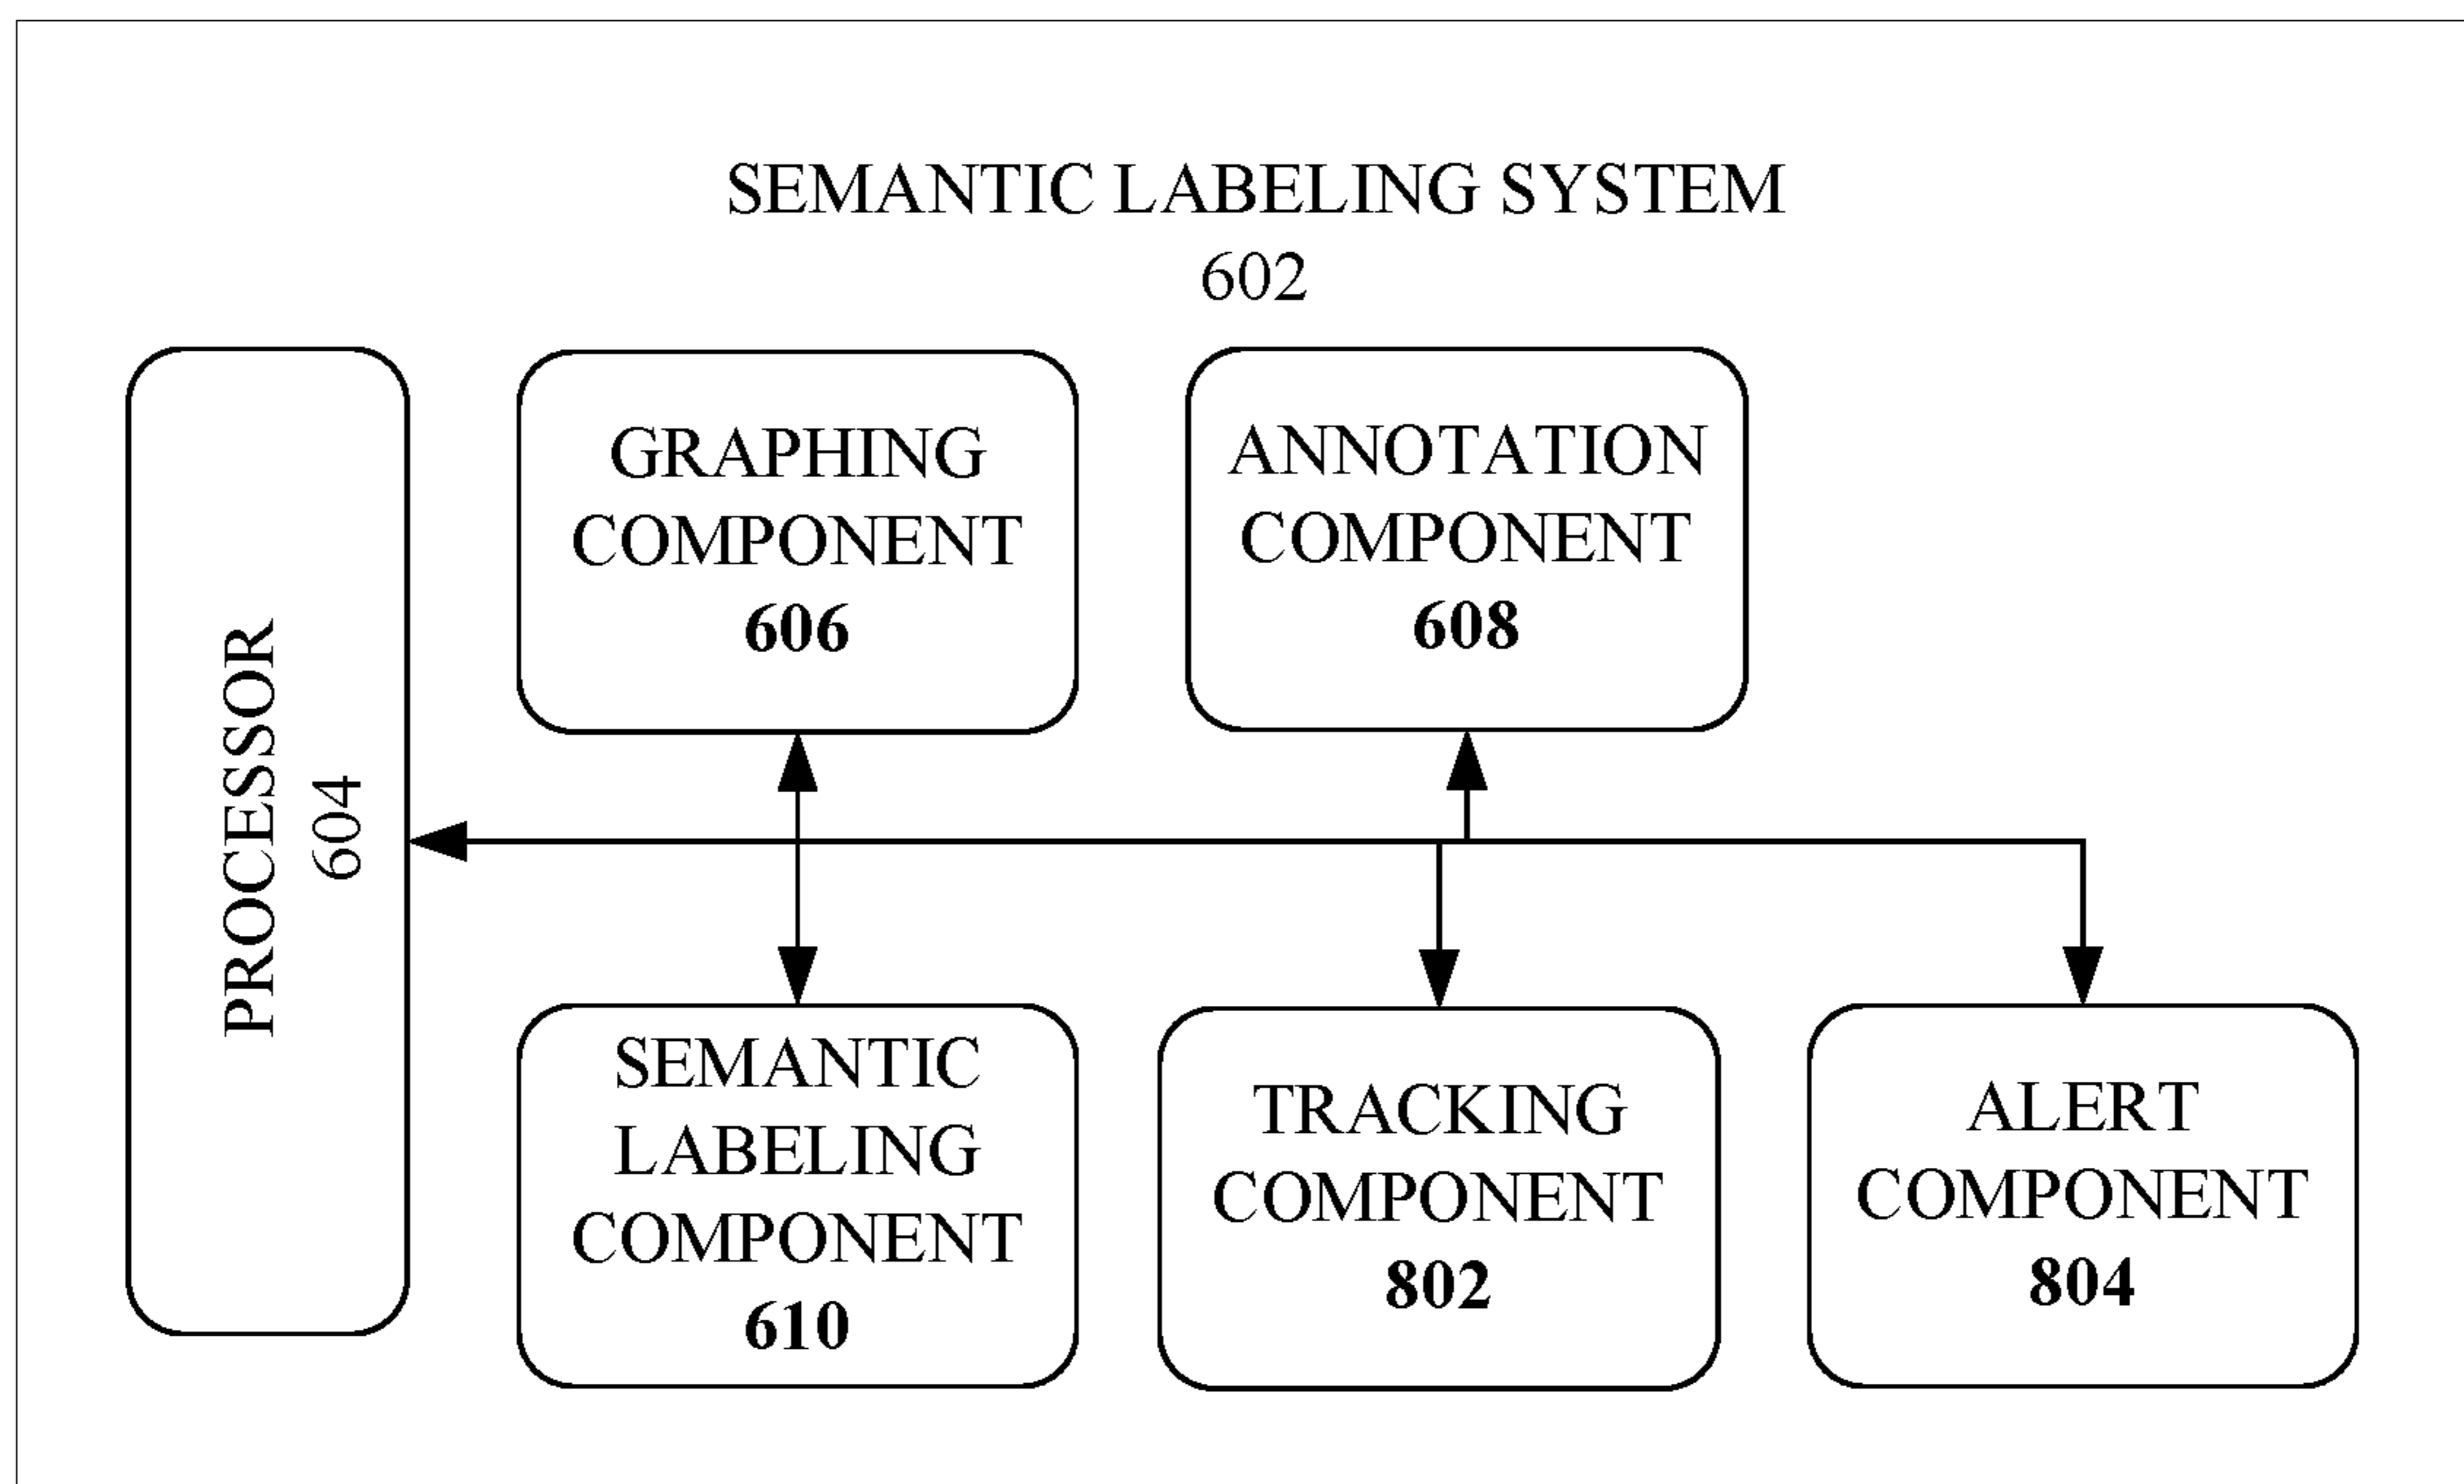 SEMANTIC LABELING SYSTEM
602
PROCESSOR
604
GRAPHING
COMPONENT
606
ANNOTATION
COMPONENT
608
SEMANTIC
LABELING
COMPONENT
610
TRACKING
COMPONENT
802
ALERT
COMPONENT
804